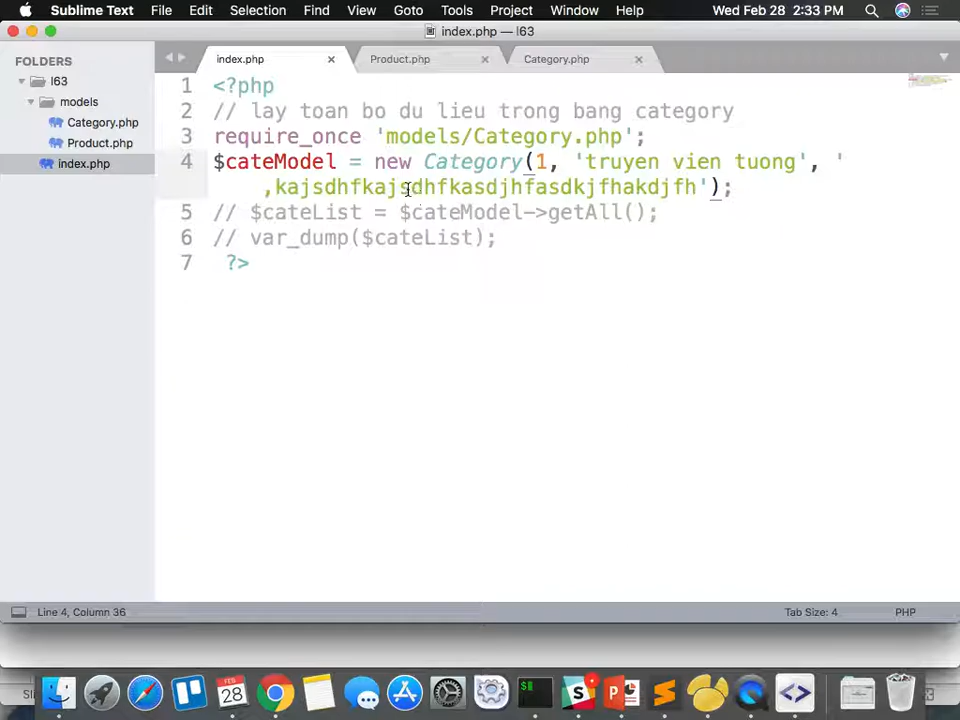 Sublime Text File Edit Selection Find View Goto Tools Project Window Help Wed Feb 28 2:33 PM
index.php — l63
FOLDERS
l63
models
Category.php
Product.php
index.php
index.php × Product.php × Category.php ×
1 <?php
2 // lay toan bo du lieu trong bang category
3 require_once 'models/Category.php';
4 $cateModel = new Category(1, 'truyen vien tuong', '
,kajsdhfkajsdhfkasdjhfasdkjfhakdjfh');
5 // $cateList = $cateModel->getAll();
6 // var_dump($cateList);
7 ?>
Line 4, Column 36 Tab Size: 4 PHP
FEB
28